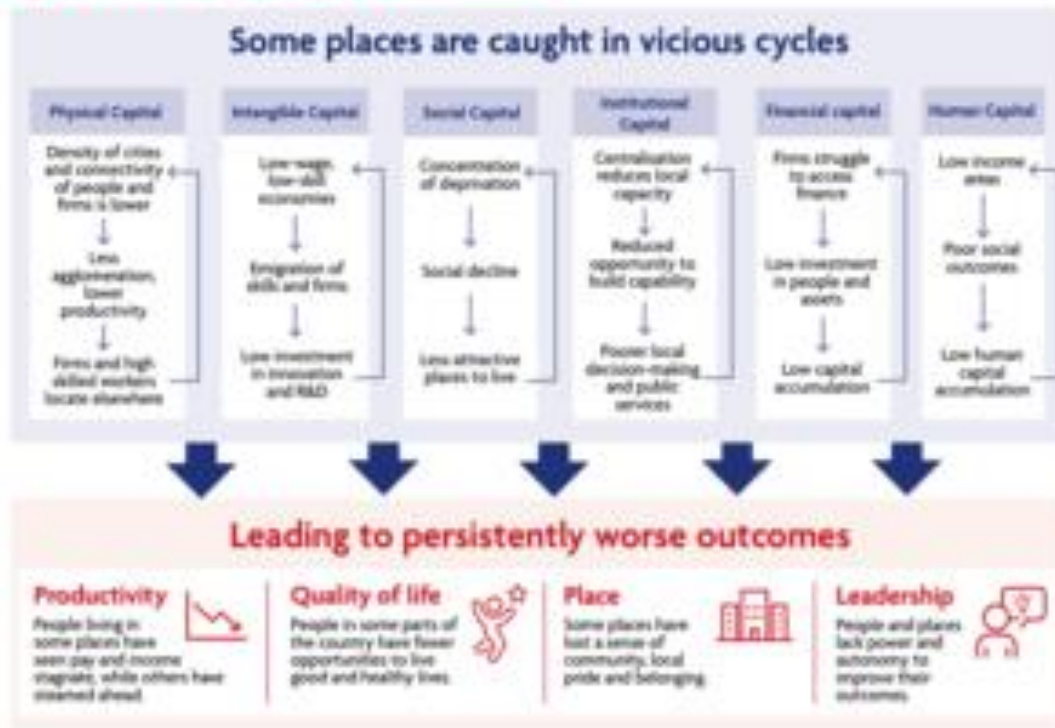 Some places are caught in vicious cycles
Physical Capital
Density of cities
and connectivity
of people and
firms is lower
Less
agglomeration,
lower
productivity
Firms and high
skilled workers
locate elsewhere
Intangible Capital
Low-wage,
low-skill
economies
Emigration of
skills and firms
Low investment
in innovation
and R&D
Social Capital
Concentration
of deprivation
Social decline
Less attractive
places to live
Institutional
Capital
Centralisation
reduces local
capacity
Reduced
opportunity to
build capability
Poorer local
decision-making
and public
services
Financial capital
Firms struggle
to access
finance
Low investment
in people and
assets
Low capital
accumulation
Human Capital
Low income
areas
Poor social
outcomes
Low human
capital
accumulation
Leading to persistently worse outcomes
Productivity
People living in
some places have
seen pay and income
stagnate, while others have
steamed ahead.
Quality of life
People in some parts of
the country have fewer
opportunities to live
good and healthy lives.
Place
Some places have
lost a sense of
community, local
pride and belonging.
Leadership
People and places
lack power and
autonomy to
improve their
outcomes.